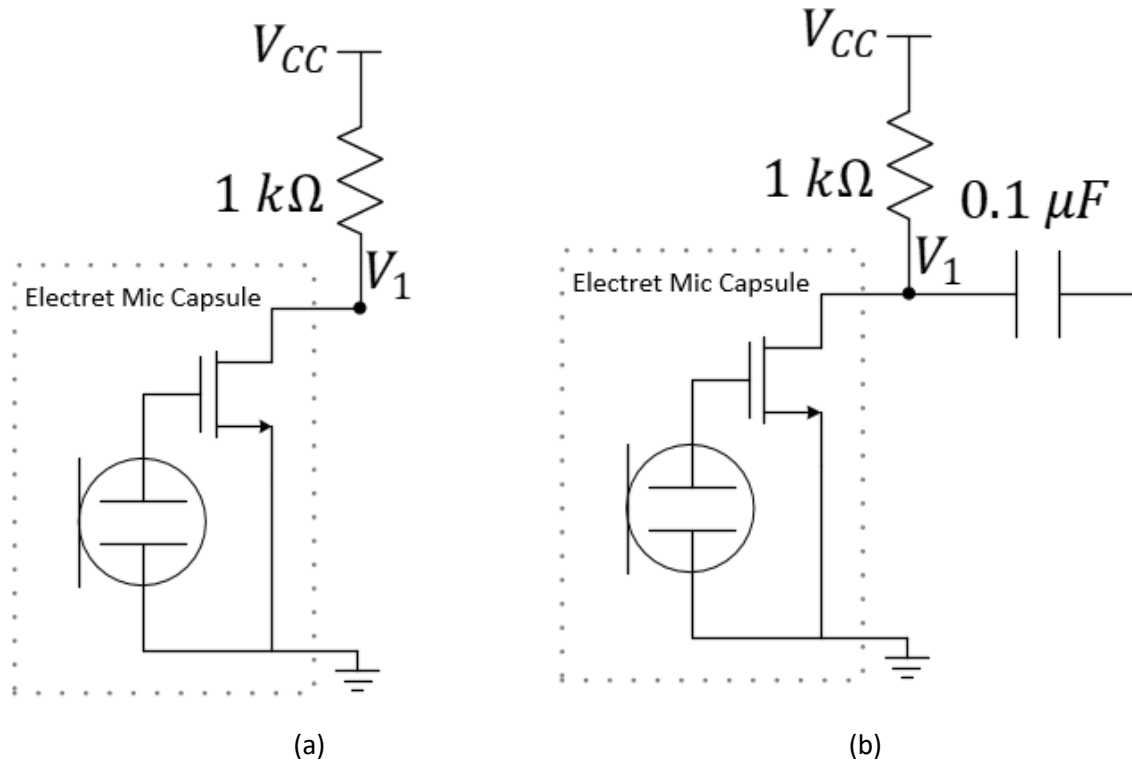 V_CC
1 kΩ
V_1
Electret Mic Capsule
(a)
V_CC
1 kΩ
0.1 μF
V_1
Electret Mic Capsule
(b)